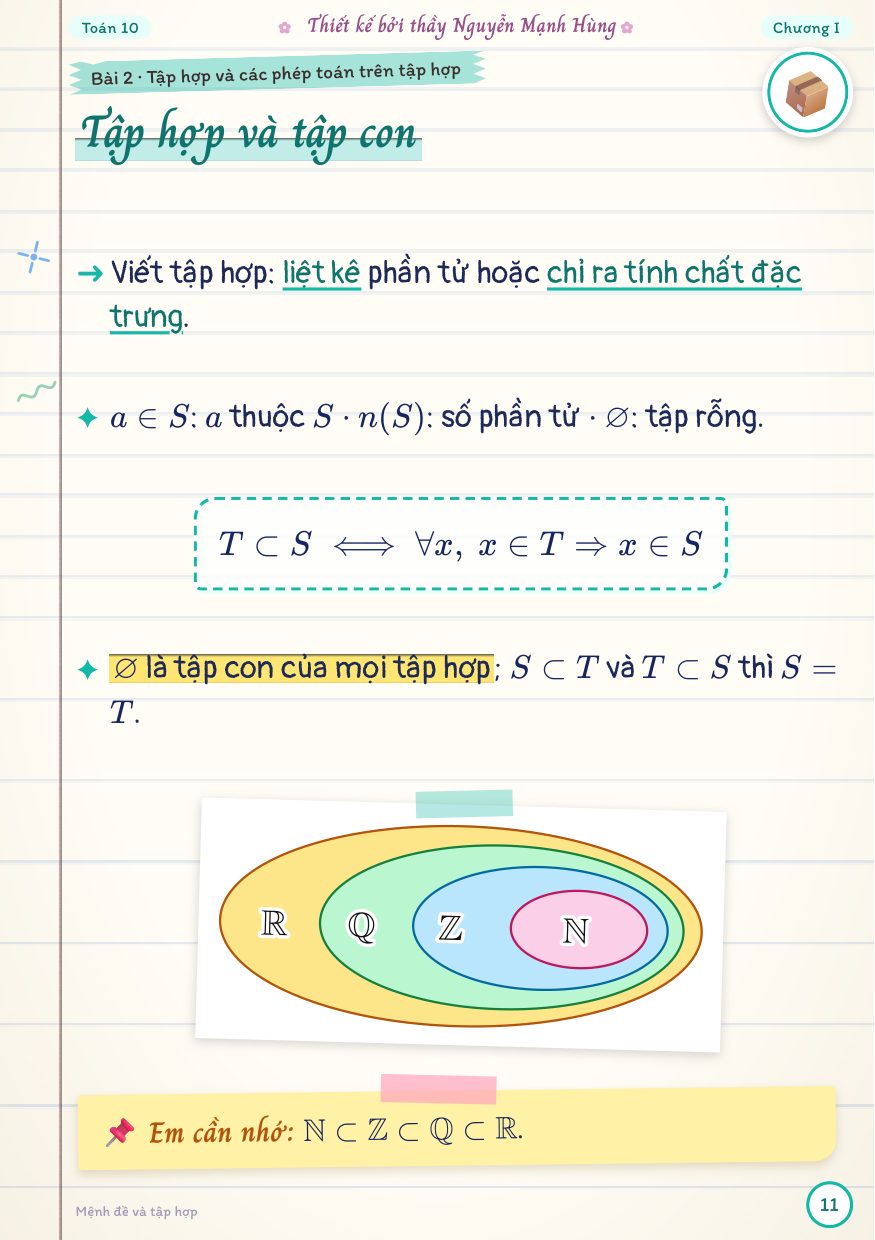 Toán 10
Thiết kế bởi thầy Nguyễn Mạnh Hùng
Chương I
Bài 2 · Tập hợp và các phép toán trên tập hợp
Tập hợp và tập con
→ Viết tập hợp: liệt kê phần tử hoặc chỉ ra tính chất đặc
trưng.
✦ a ∈ S: a thuộc S · n(S): số phần tử · ∅: tập rỗng.
T ⊂ S ⟺ ∀x, x ∈ T ⇒ x ∈ S
✦ ∅ là tập con của mọi tập hợp; S ⊂ T và T ⊂ S thì S =
T.
ℝ ℚ ℤ ℕ
Em cần nhớ: ℕ ⊂ ℤ ⊂ ℚ ⊂ ℝ.
Mệnh đề và tập hợp
11